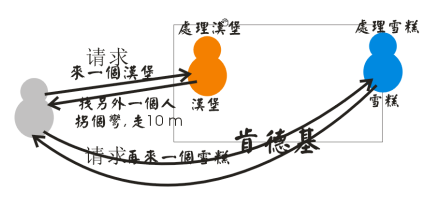 處理漢堡
處理雪糕
请求
來一個漢堡
找另外一個人
拐個彎,走10m
漢堡
雪糕
肯德基
请求再來一個雪糕